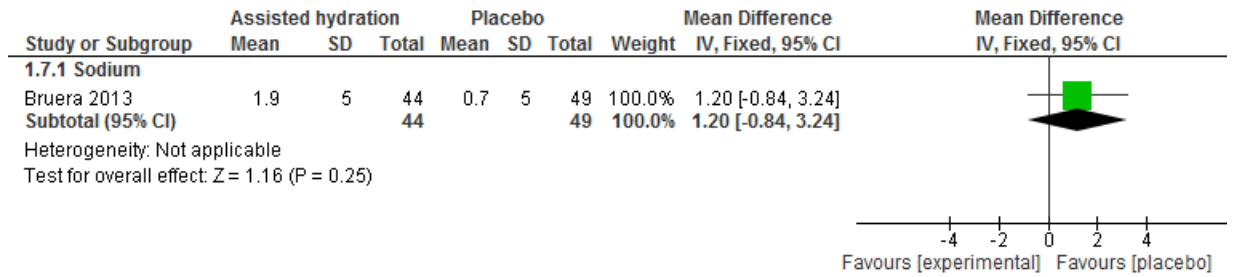 Assisted hydration Placebo Mean Difference Mean Difference
Study or Subgroup Mean SD Total Mean SD Total Weight IV, Fixed, 95% CI IV, Fixed, 95% CI
1.7.1 Sodium
Bruera 2013 1.9 5 44 0.7 5 49 100.0% 1.20 [-0.84, 3.24]
Subtotal (95% CI) 44 49 100.0% 1.20 [-0.84, 3.24]
Heterogeneity: Not applicable
Test for overall effect: Z = 1.16 (P = 0.25)
-4 -2 0 2 4
Favours [experimental] Favours [placebo]